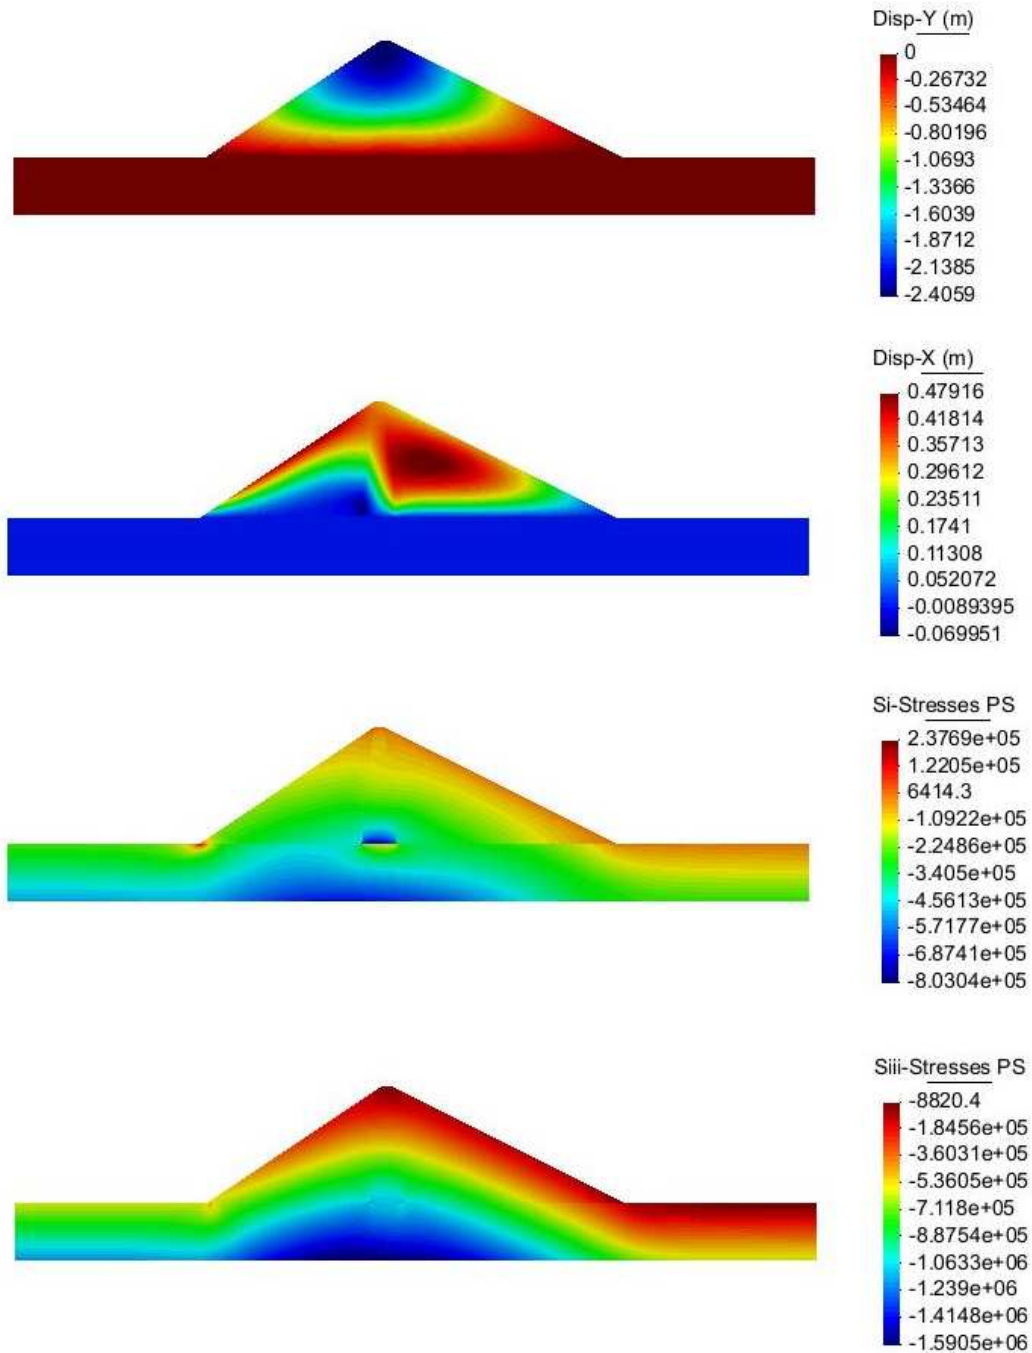 Disp-Y (m)
0
-0.26732
-0.53464
-0.80196
-1.0693
-1.3366
-1.6039
-1.8712
-2.1385
-2.4059
Disp-X (m)
0.47916
0.41814
0.35713
0.29612
0.23511
0.1741
0.11308
0.052072
-0.0089395
-0.069951
Si-Stresses PS
2.3769e+05
1.2205e+05
6414.3
-1.0922e+05
-2.2486e+05
-3.405e+05
-4.5613e+05
-5.7177e+05
-6.8741e+05
-8.0304e+05
Siii-Stresses PS
-8820.4
-1.8456e+05
-3.6031e+05
-5.3605e+05
-7.118e+05
-8.8754e+05
-1.0633e+06
-1.239e+06
-1.4148e+06
-1.5905e+06